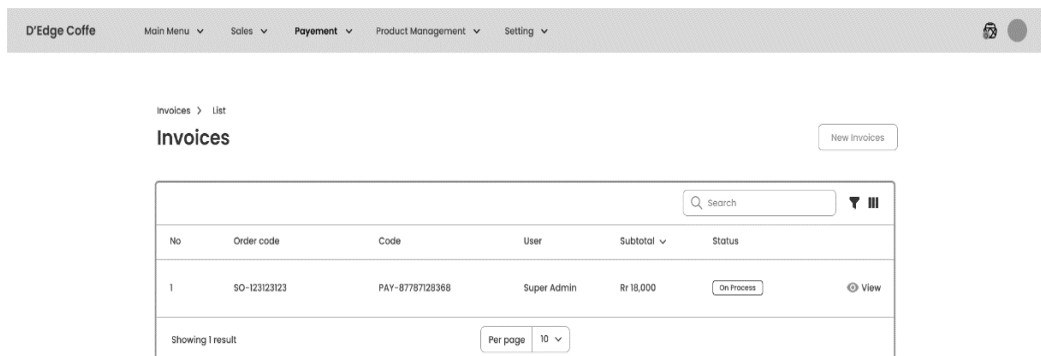 D'Edge Coffe Main Menu Sales Payement Product Management Setting
Invoices > List
Invoices
New Invoices
Search
No Order code Code User Subtotal Status
1 SO-123123123 PAY-87787128368 Super Admin Rr 18,000 On Process View
Showing 1 result Per page 10